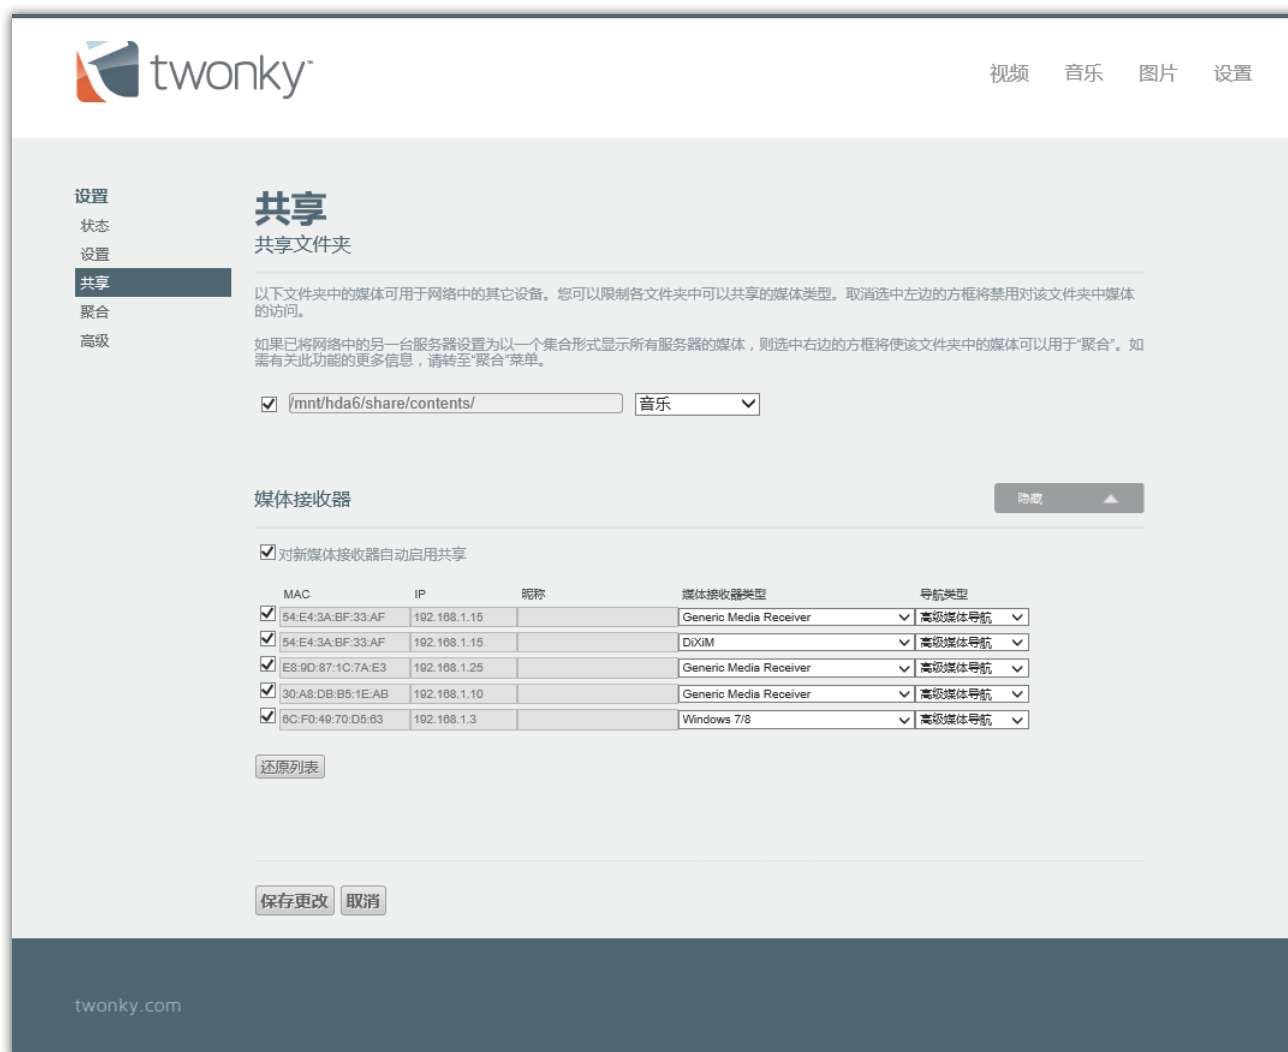 twonky™
视频 音乐 图片 设置
设置
状态
设置
共享
聚合
高级
共享
共享文件夹
以下文件夹中的媒体可用于网络中的其它设备。您可以限制各文件夹中可以共享的媒体类型。取消选中左边的方框将禁用对该文件夹中媒体
的访问。
如果已将网络中的另一台服务器设置为以一个集合形式显示所有服务器的媒体，则选中右边的方框将使该文件夹中的媒体可以用于“聚合”。如
需有关此功能的更多信息，请转至“聚合”菜单。
/mnt/hda6/share/contents/ 音乐
媒体接收器 隐藏
对新媒体接收器自动启用共享
MAC IP 昵称 媒体接收器类型 导航类型
54:E4:3A:BF:33:AF 192.168.1.15 Generic Media Receiver 高级媒体导航
54:E4:3A:BF:33:AF 192.168.1.15 DiXiM 高级媒体导航
E8:9D:87:1C:7A:E3 192.168.1.25 Generic Media Receiver 高级媒体导航
30:A8:DB:B5:1E:AB 192.168.1.10 Generic Media Receiver 高级媒体导航
6C:F0:49:70:D5:63 192.168.1.3 Windows 7/8 高级媒体导航
还原列表
保存更改 取消
twonky.com